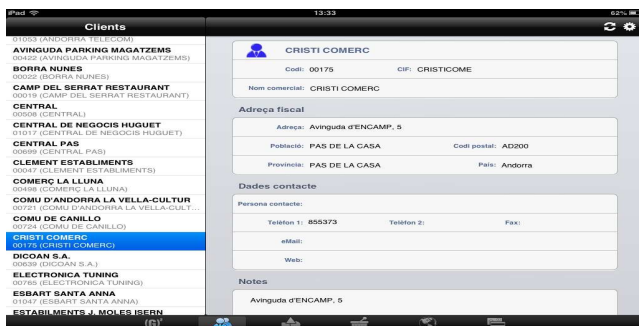 iPad
13:33
62%
Clients
01053 (ANDORRA TELECOM)
AVINGUDA PARKING MAGATZEMS
00422 (AVINGUDA PARKING MAGATZEMS)
BORRA NUNES
00022 (BORRA NUNES)
CAMP DEL SERRAT RESTAURANT
00019 (CAMP DEL SERRAT RESTAURANT)
CENTRAL
00508 (CENTRAL)
CENTRAL DE NEGOCIS HUGUET
01017 (CENTRAL DE NEGOCIS HUGUET)
CENTRAL PAS
00699 (CENTRAL PAS)
CLEMENT ESTABLIMENTS
00047 (CLEMENT ESTABLIMENTS)
COMERÇ LA LLUNA
00498 (COMERÇ LA LLUNA)
COMU D'ANDORRA LA VELLA-CULTUR
00721 (COMU D'ANDORRA LA VELLA-CULT...
COMU DE CANILLO
00724 (COMU DE CANILLO)
CRISTI COMERC
00175 (CRISTI COMERC)
DICOAN S.A.
00639 (DICOAN S.A.)
ELECTRONICA TUNING
00765 (ELECTRONICA TUNING)
ESBART SANTA ANNA
01047 (ESBART SANTA ANNA)
ESTABILMENTS J. MOLES ISERN
CRISTI COMERC
Codi: 00175 CIF: CRISTICOME
Nom comercial: CRISTI COMERC
Adreça fiscal
Adreça: Avinguda d'ENCAMP, 5
Població: PAS DE LA CASA Codi postal: AD200
Provincia: PAS DE LA CASA Pais: Andorra
Dades contacte
Persona contacte:
Telèfon 1: 855373 Telèfon 2: Fax:
eMail:
Web:
Notes
Avinguda d'ENCAMP, 5